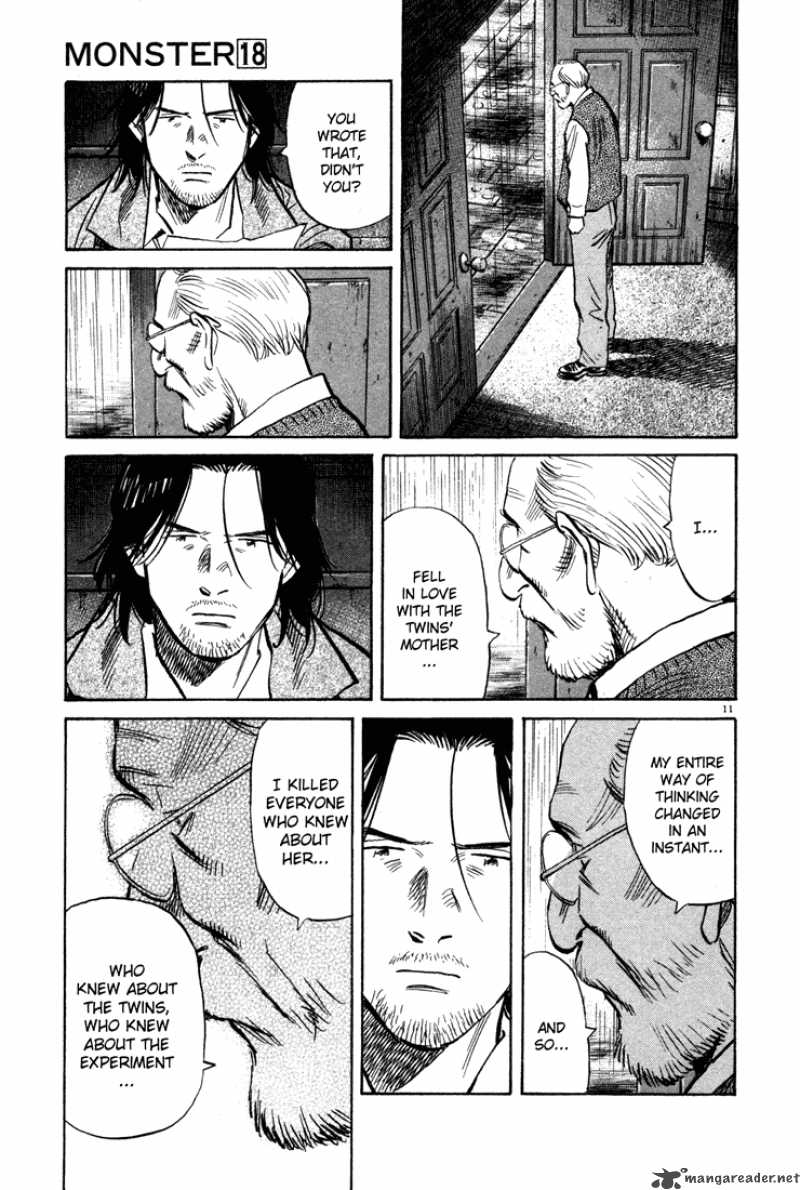 MONSTER 18
YOU
WROTE
THAT,
DIDN'T
YOU?
I...
FELL
IN LOVE
WITH THE
TWINS'
MOTHER
...
11
MY ENTIRE
WAY OF
THINKING
CHANGED
IN AN
INSTANT...
AND
SO...
I KILLED
EVERYONE
WHO KNEW
ABOUT
HER...
WHO
KNEW ABOUT
THE TWINS,
WHO KNEW
ABOUT THE
EXPERIMENT
...
mangareader.net